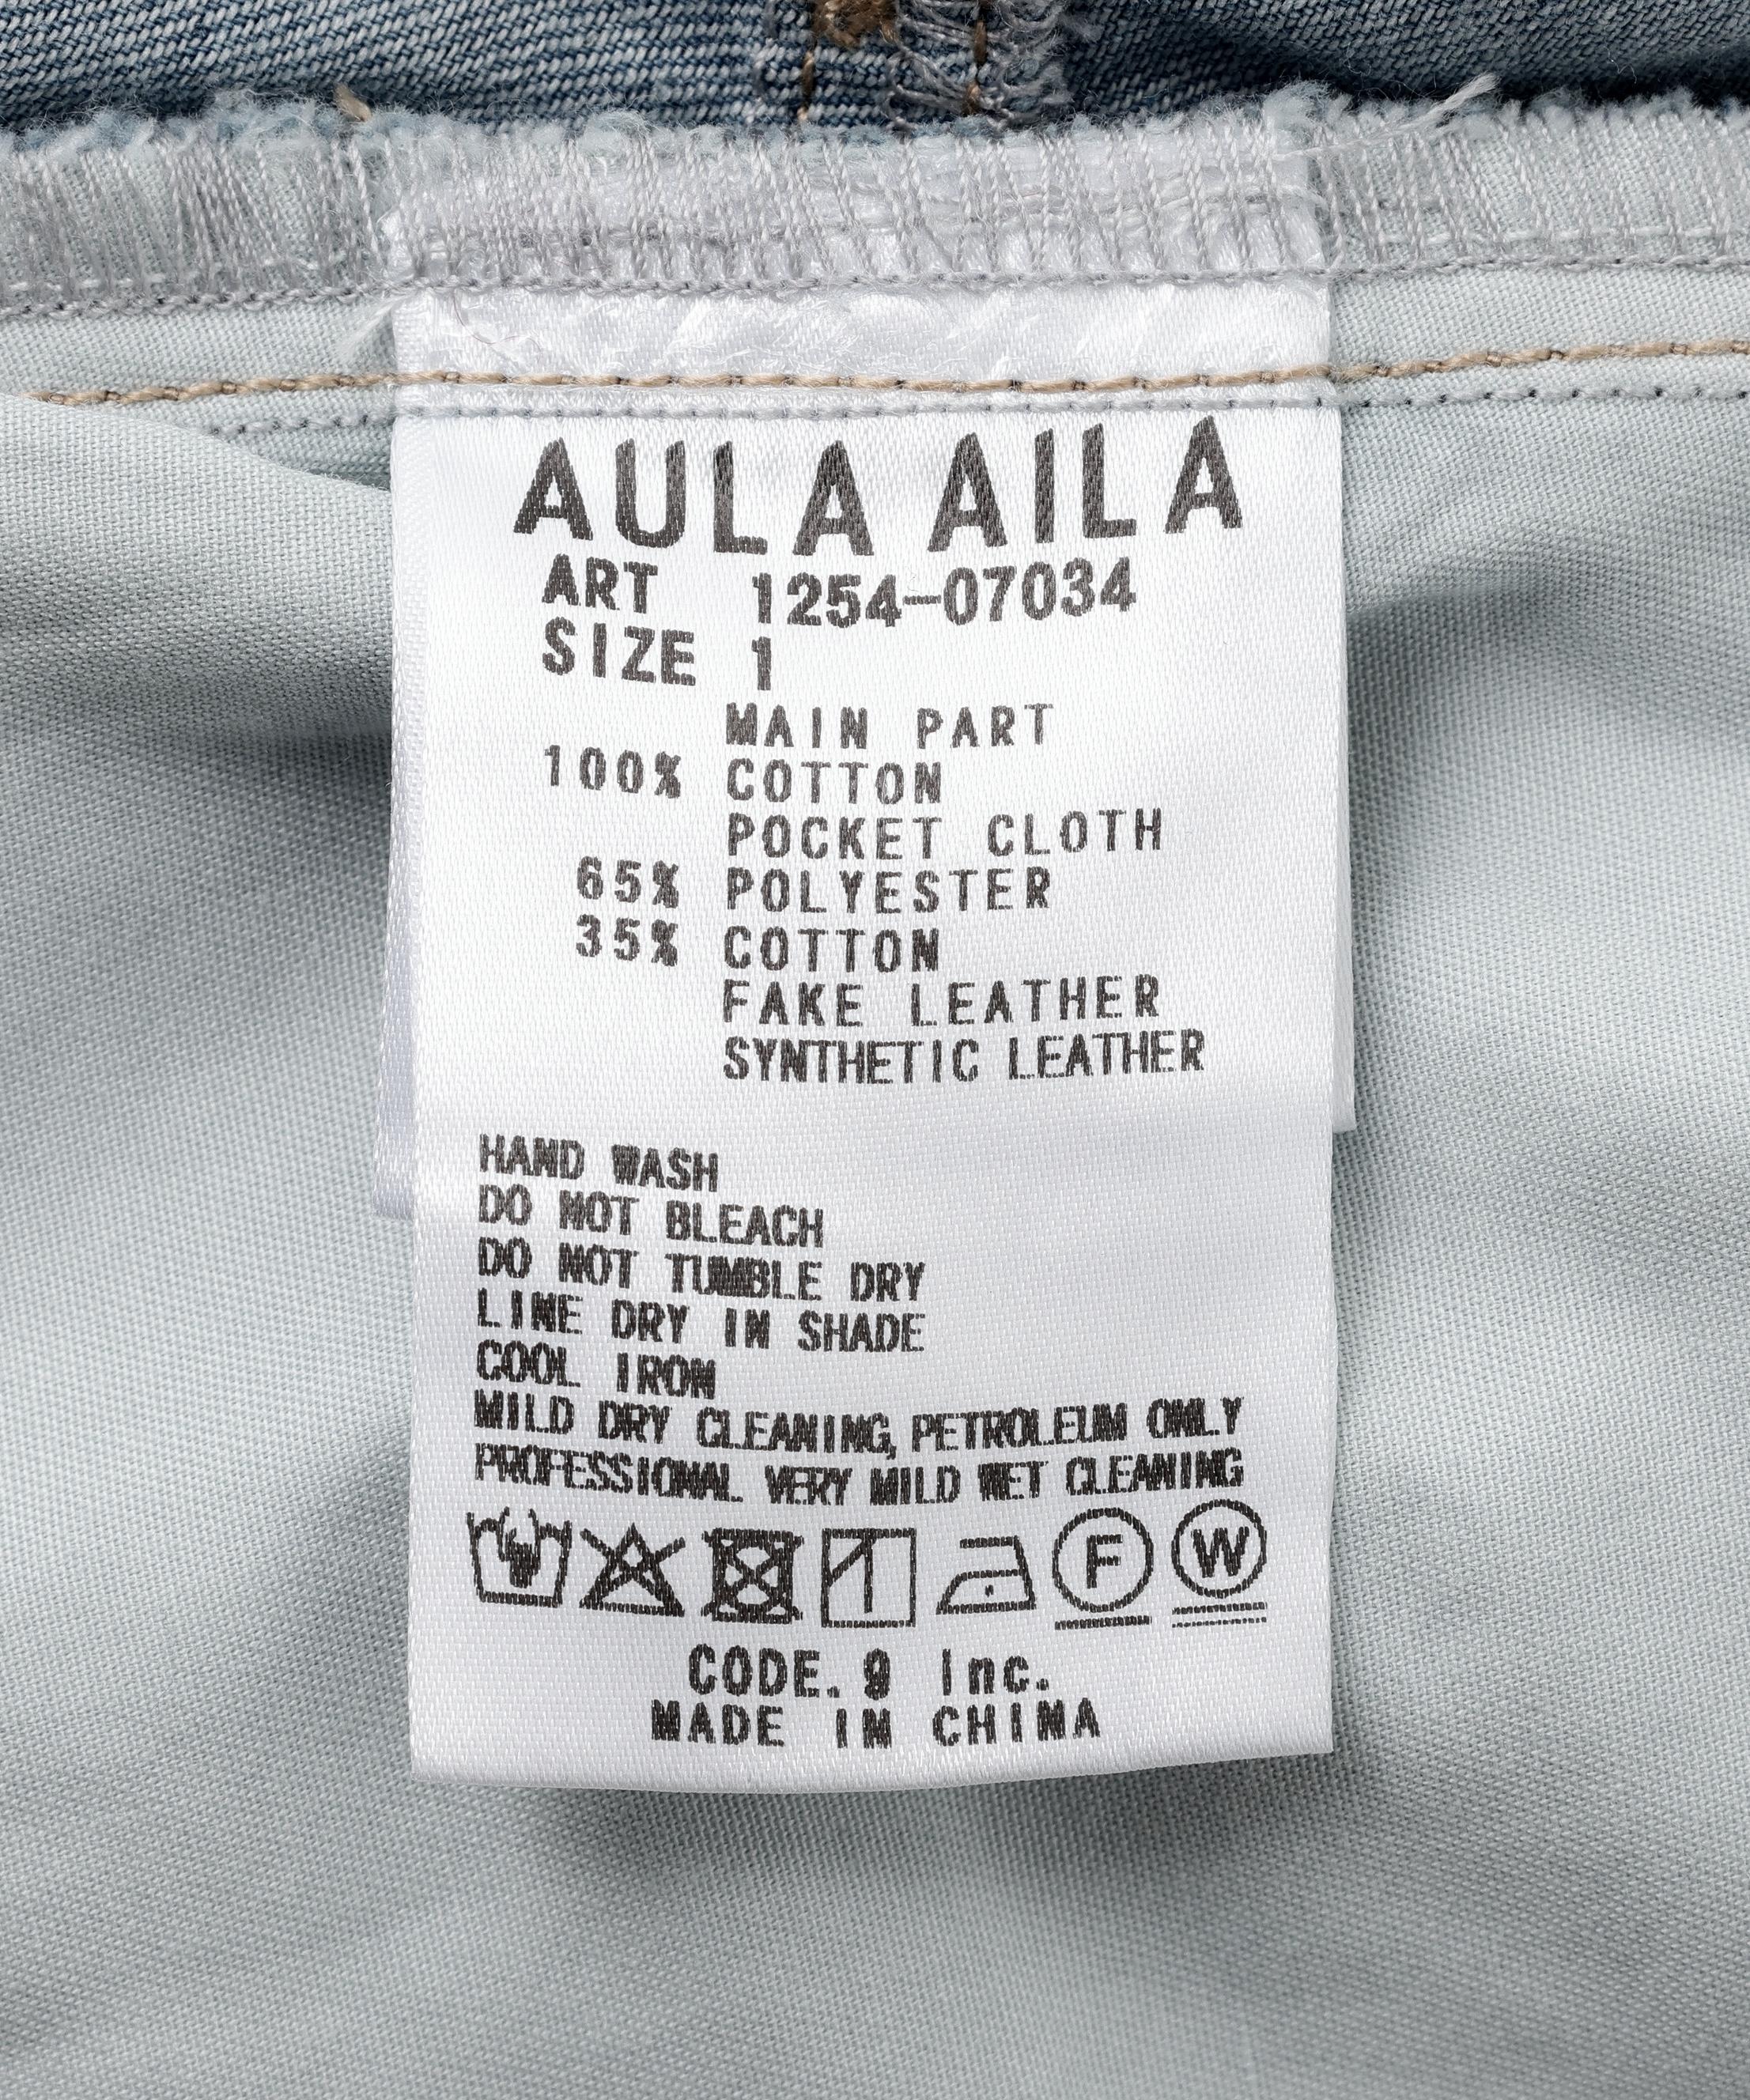 AULA AILA
ART 1254-07034
SIZE 1
MAIN PART
100% COTTON
POCKET CLOTH
65% POLYESTER
35% COTTON
FAKE LEATHER
SYNTHETIC LEATHER
HAND WASH
DO NOT BLEACH
DO NOT TUMBLE DRY
LINE DRY IN SHADE
COOL IRON
MILD DRY CLEANING, PETROLEUM ONLY
PROFESSIONAL VERY MILD WET CLEANING
F W
CODE.9 Inc.
MADE IN CHINA